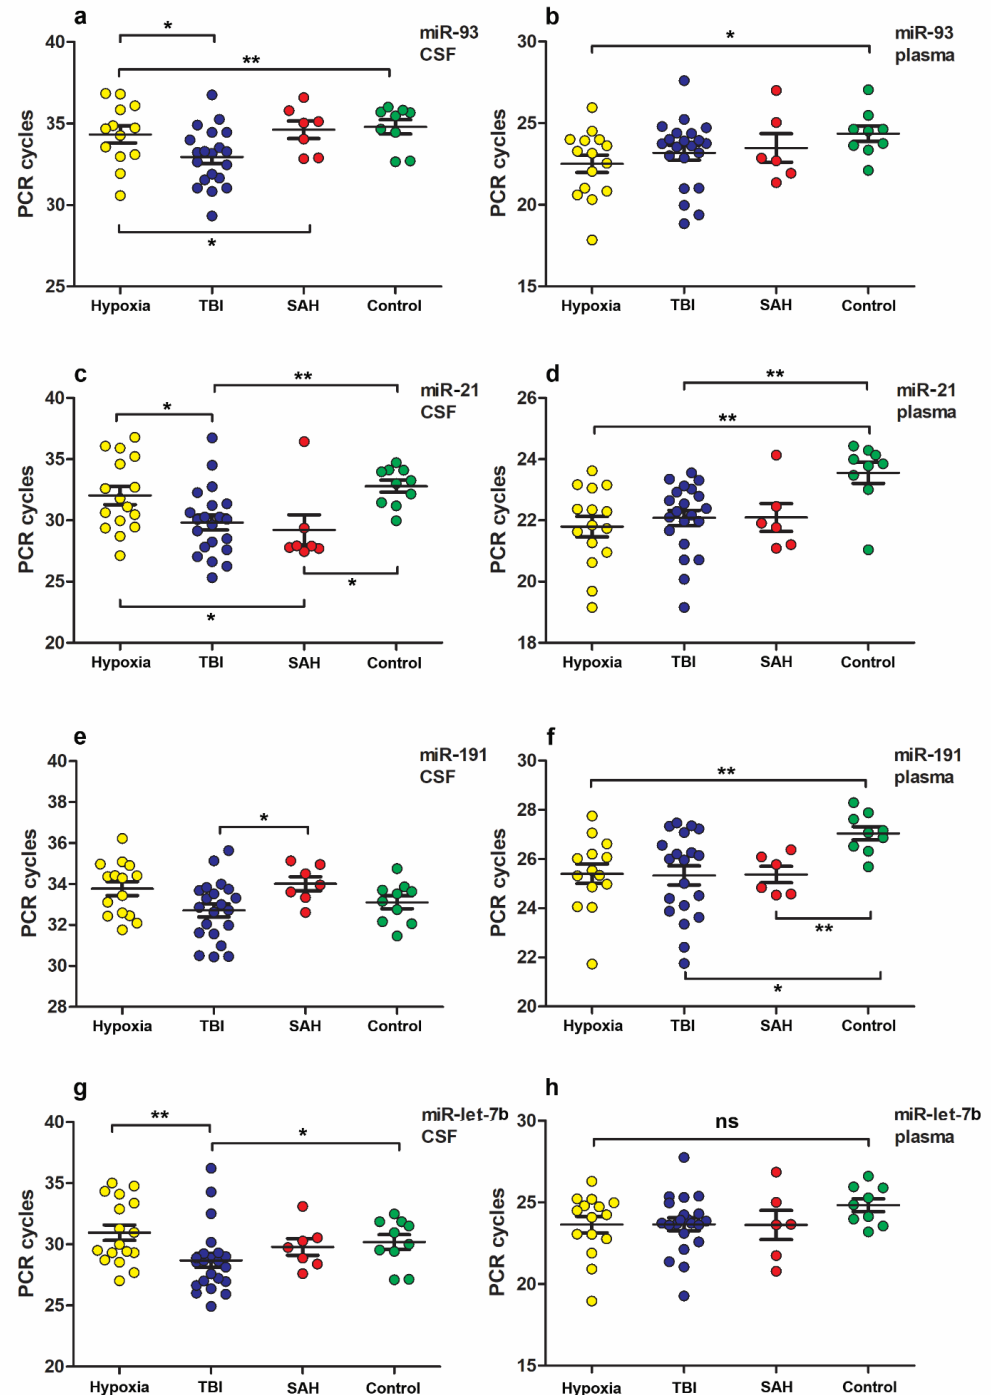 a
miR-93
CSF
*
**
*
PCR cycles
40
35
30
25
Hypoxia TBI SAH Control
b
miR-93
plasma
*
PCR cycles
30
25
20
15
Hypoxia TBI SAH Control
c
miR-21
CSF
**
*
*
*
PCR cycles
40
35
30
25
20
Hypoxia TBI SAH Control
d
miR-21
plasma
**
**
PCR cycles
26
24
22
20
18
Hypoxia TBI SAH Control
e
miR-191
CSF
*
PCR cycles
40
38
36
34
32
30
28
Hypoxia TBI SAH Control
f
miR-191
plasma
**
**
*
PCR cycles
30
28
26
24
22
20
Hypoxia TBI SAH Control
g
miR-let-7b
CSF
**
*
PCR cycles
40
35
30
25
20
Hypoxia TBI SAH Control
h
miR-let-7b
plasma
ns
PCR cycles
30
25
20
15
Hypoxia TBI SAH Control